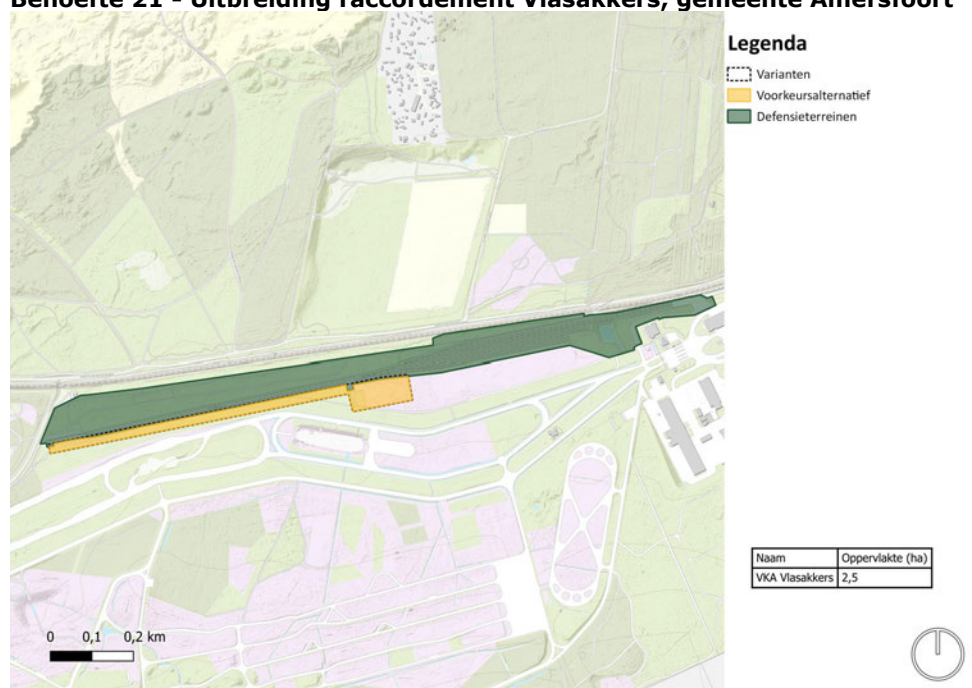 Behoefte 21 - Uitbreiding raccordement Vlasakkers, gemeente Amersfoort
Legenda
Varianten
Voorkeursalternatief
Defensieterreinen
Naam Oppervlakte (ha)
VKA Vlasakkers 2,5
0 0,1 0,2 km